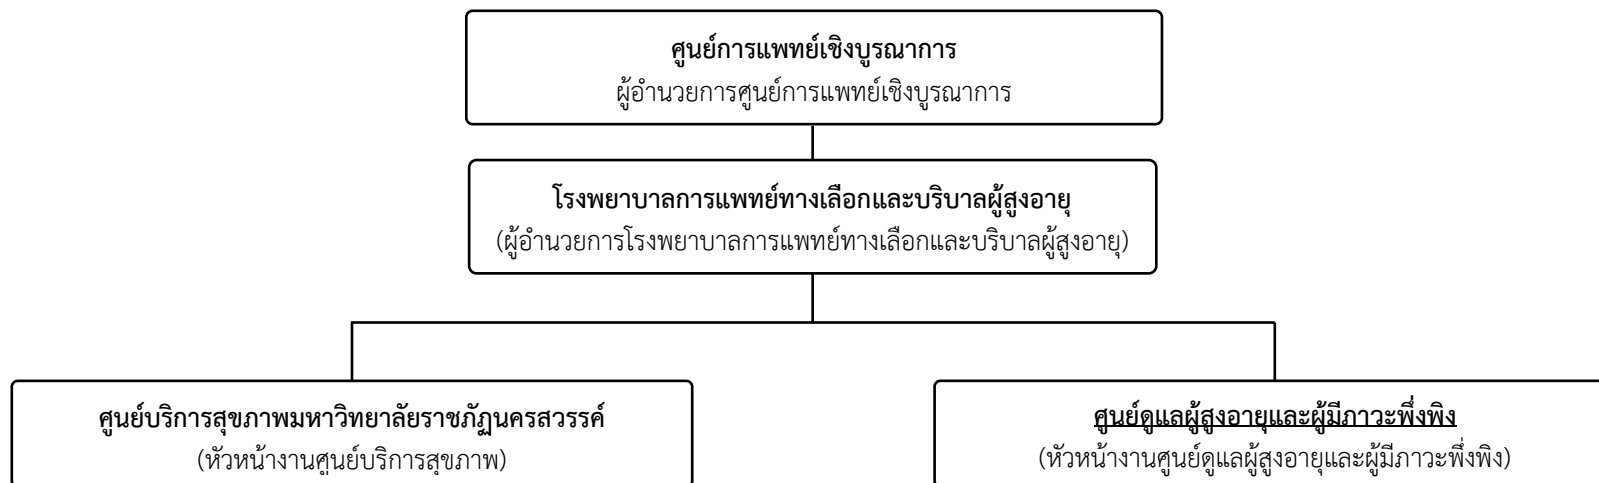 ศูนย์การแพทย์เชิงบูรณาการ
ผู้อำนวยการศูนย์การแพทย์เชิงบูรณาการ
โรงพยาบาลการแพทย์ทางเลือกและบริบาลผู้สูงอายุ
(ผู้อำนวยการโรงพยาบาลการแพทย์ทางเลือกและบริบาลผู้สูงอายุ)
ศูนย์บริการสุขภาพมหาวิทยาลัยราชภัฏนครสวรรค์
(หัวหน้างานศูนย์บริการสุขภาพ)
ศูนย์ดูแลผู้สูงอายุและผู้มีภาวะพึ่งพิง
(หัวหน้างานศูนย์ดูแลผู้สูงอายุและผู้มีภาวะพึ่งพิง)